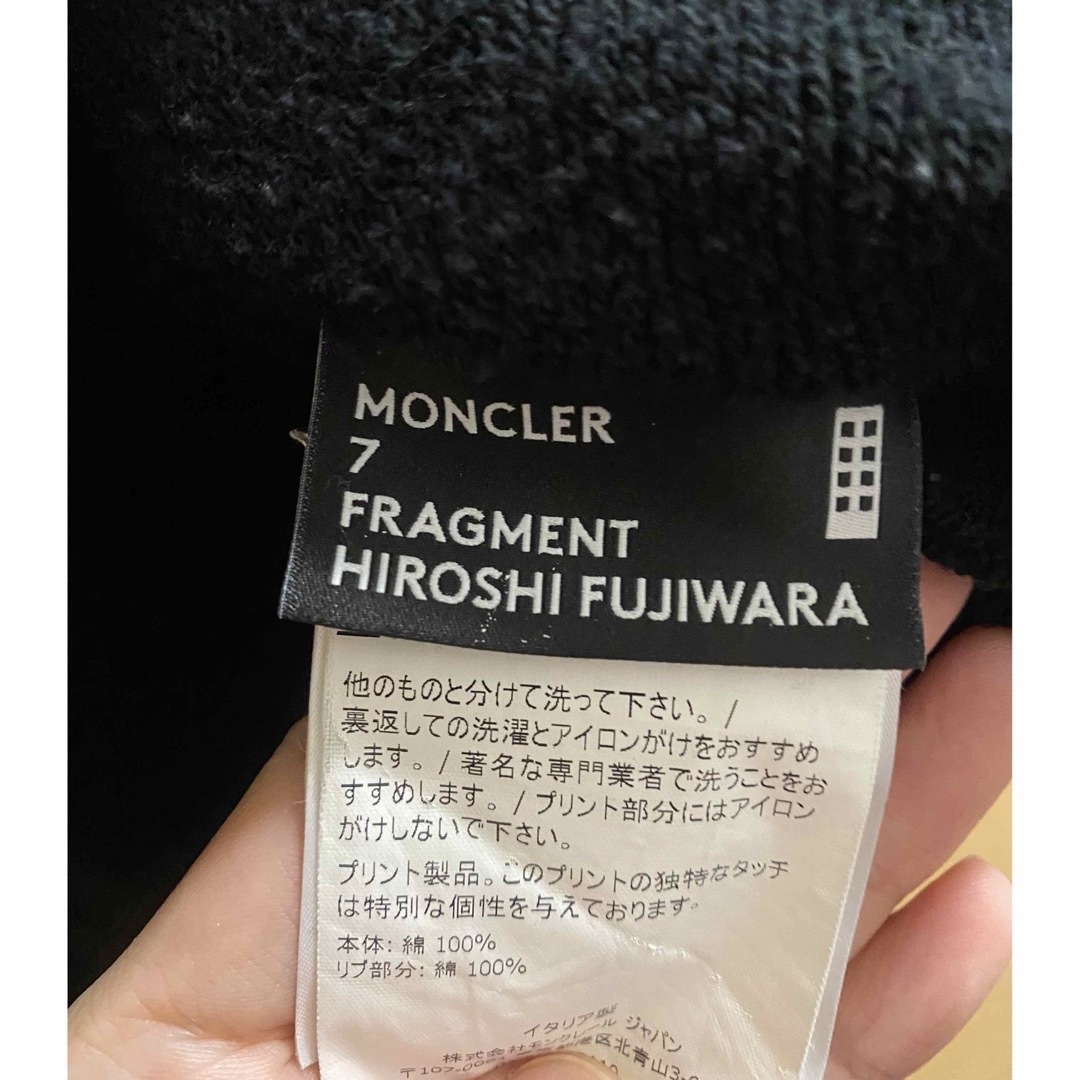 MONCLER
7
FRAGMENT
HIROSHI FUJIWARA
他のものと分けて洗って下さい。/
裏返しての洗濯とアイロンがけをおすすめ
します。/ 著名な専門業者で洗うことをお
すすめします。/ プリント部分にはアイロン
がけしないで下さい。
プリント製品。このプリントの独特なタッチ
は特別な個性を与えております。
本体: 綿 100%
リブ部分: 綿 100%
イタリア製
株式会社モンクレール ジャパン
区北青山3-